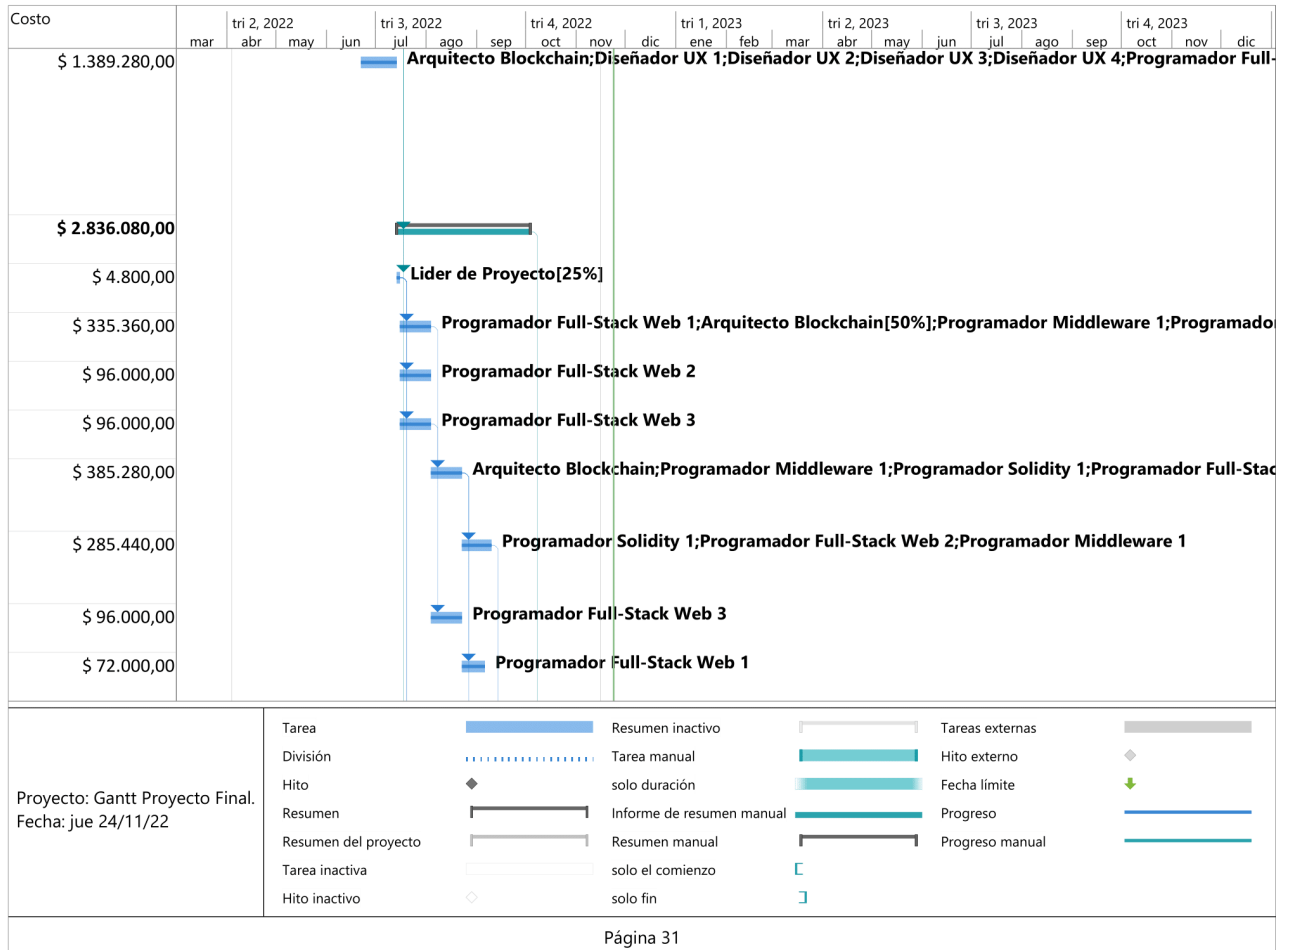 Costo
tri 2, 2022 tri 3, 2022 tri 4, 2022 tri 1, 2023 tri 2, 2023 tri 3, 2023 tri 4, 2023
mar abr may jun jul ago sep oct nov dic ene feb mar abr may jun jul ago sep oct nov dic
$ 1.389.280,00 Arquitecto Blockchain;Diseñador UX 1;Diseñador UX 2;Diseñador UX 3;Diseñador UX 4;Programador Full-
$ 2.836.080,00
$ 4.800,00 Lider de Proyecto[25%]
$ 335.360,00 Programador Full-Stack Web 1;Arquitecto Blockchain[50%];Programador Middleware 1;Programador
$ 96.000,00 Programador Full-Stack Web 2
$ 96.000,00 Programador Full-Stack Web 3
$ 385.280,00 Arquitecto Blockchain;Programador Middleware 1;Programador Solidity 1;Programador Full-Stac
$ 285.440,00 Programador Solidity 1;Programador Full-Stack Web 2;Programador Middleware 1
$ 96.000,00 Programador Full-Stack Web 3
$ 72.000,00 Programador Full-Stack Web 1
Proyecto: Gantt Proyecto Final.
Fecha: jue 24/11/22
Tarea
División
Hito
Resumen
Resumen del proyecto
Tarea inactiva
Hito inactivo
Resumen inactivo
Tarea manual
solo duración
Informe de resumen manual
Resumen manual
solo el comienzo
solo fin
Tareas externas
Hito externo
Fecha límite
Progreso
Progreso manual
Página 31